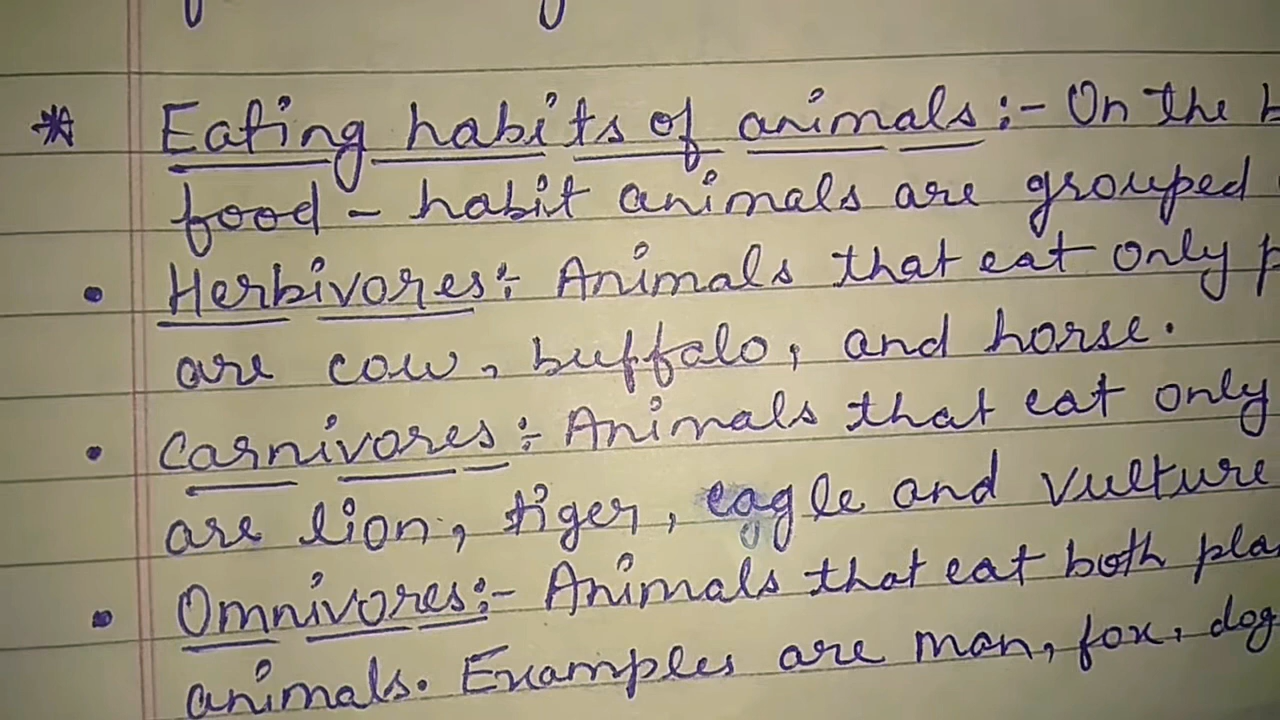 * Eating habits of animals :- On the
food - habit animals are grouped
• Herbivores :- Animals that eat only
are cow, buffalo, and horse.
• Carnivores :- Animals that eat only
are lion, tiger, eagle and vulture
• Omnivores :- Animals that eat both
animals. Examples are man, fox, dog